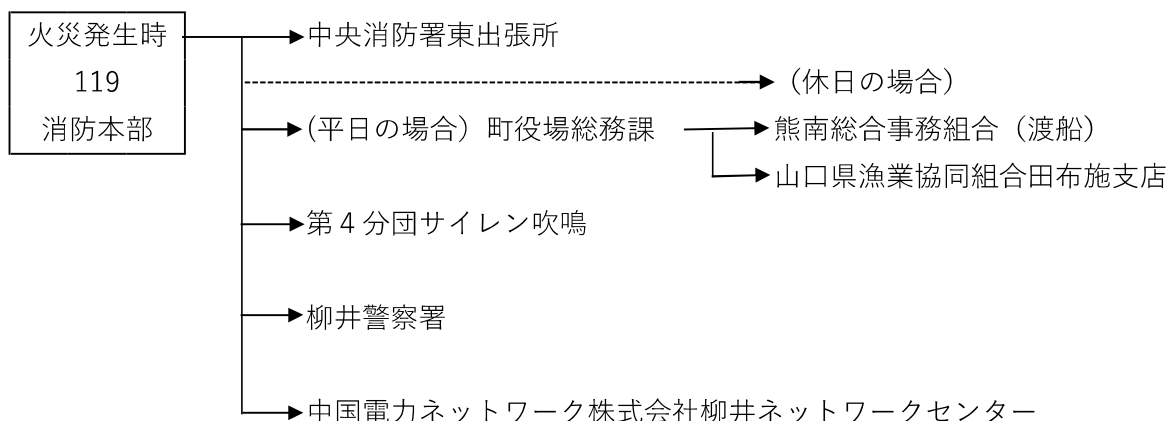 火災発生時
119
消防本部
中央消防署東出張所
（休日の場合）
(平日の場合）町役場総務課
熊南総合事務組合（渡船）
山口県漁業協同組合田布施支店
第４分団サイレン吹鳴
柳井警察署
中国電力ネットワーク株式会社柳井ネットワークセンター